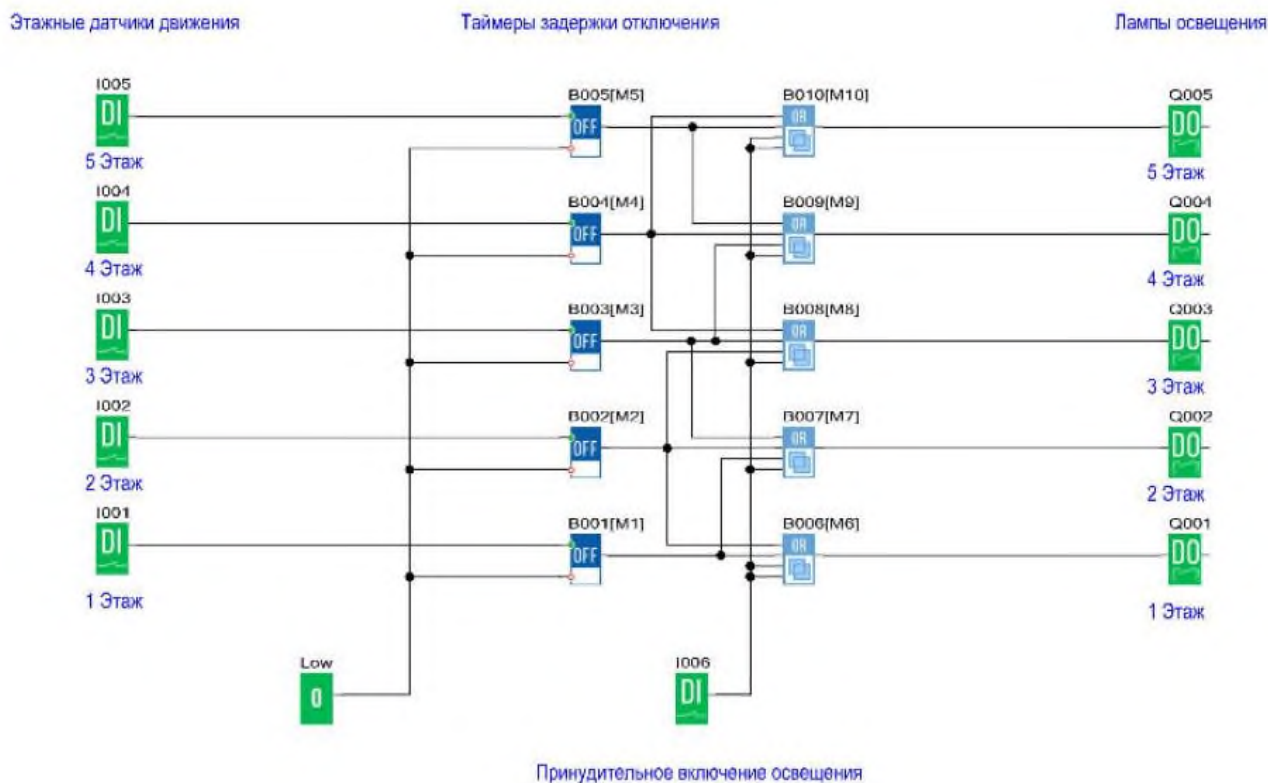 Этажные датчики движения
Таймеры задержки отключения
Лампы освещения
I005
DI
5 Этаж
B005[M5]
OFF
B010[M10]
OR
Q005
DO
5 Этаж
I004
DI
4 Этаж
B004[M4]
OFF
B009[M9]
OR
Q004
DO
4 Этаж
I003
DI
3 Этаж
B003[M3]
OFF
B008[M8]
OR
Q003
DO
3 Этаж
I002
DI
2 Этаж
B002[M2]
OFF
B007[M7]
OR
Q002
DO
2 Этаж
I001
DI
1 Этаж
B001[M1]
OFF
B006[M6]
OR
Q001
DO
1 Этаж
Low
0
I006
DI
Принудительное включение освещения